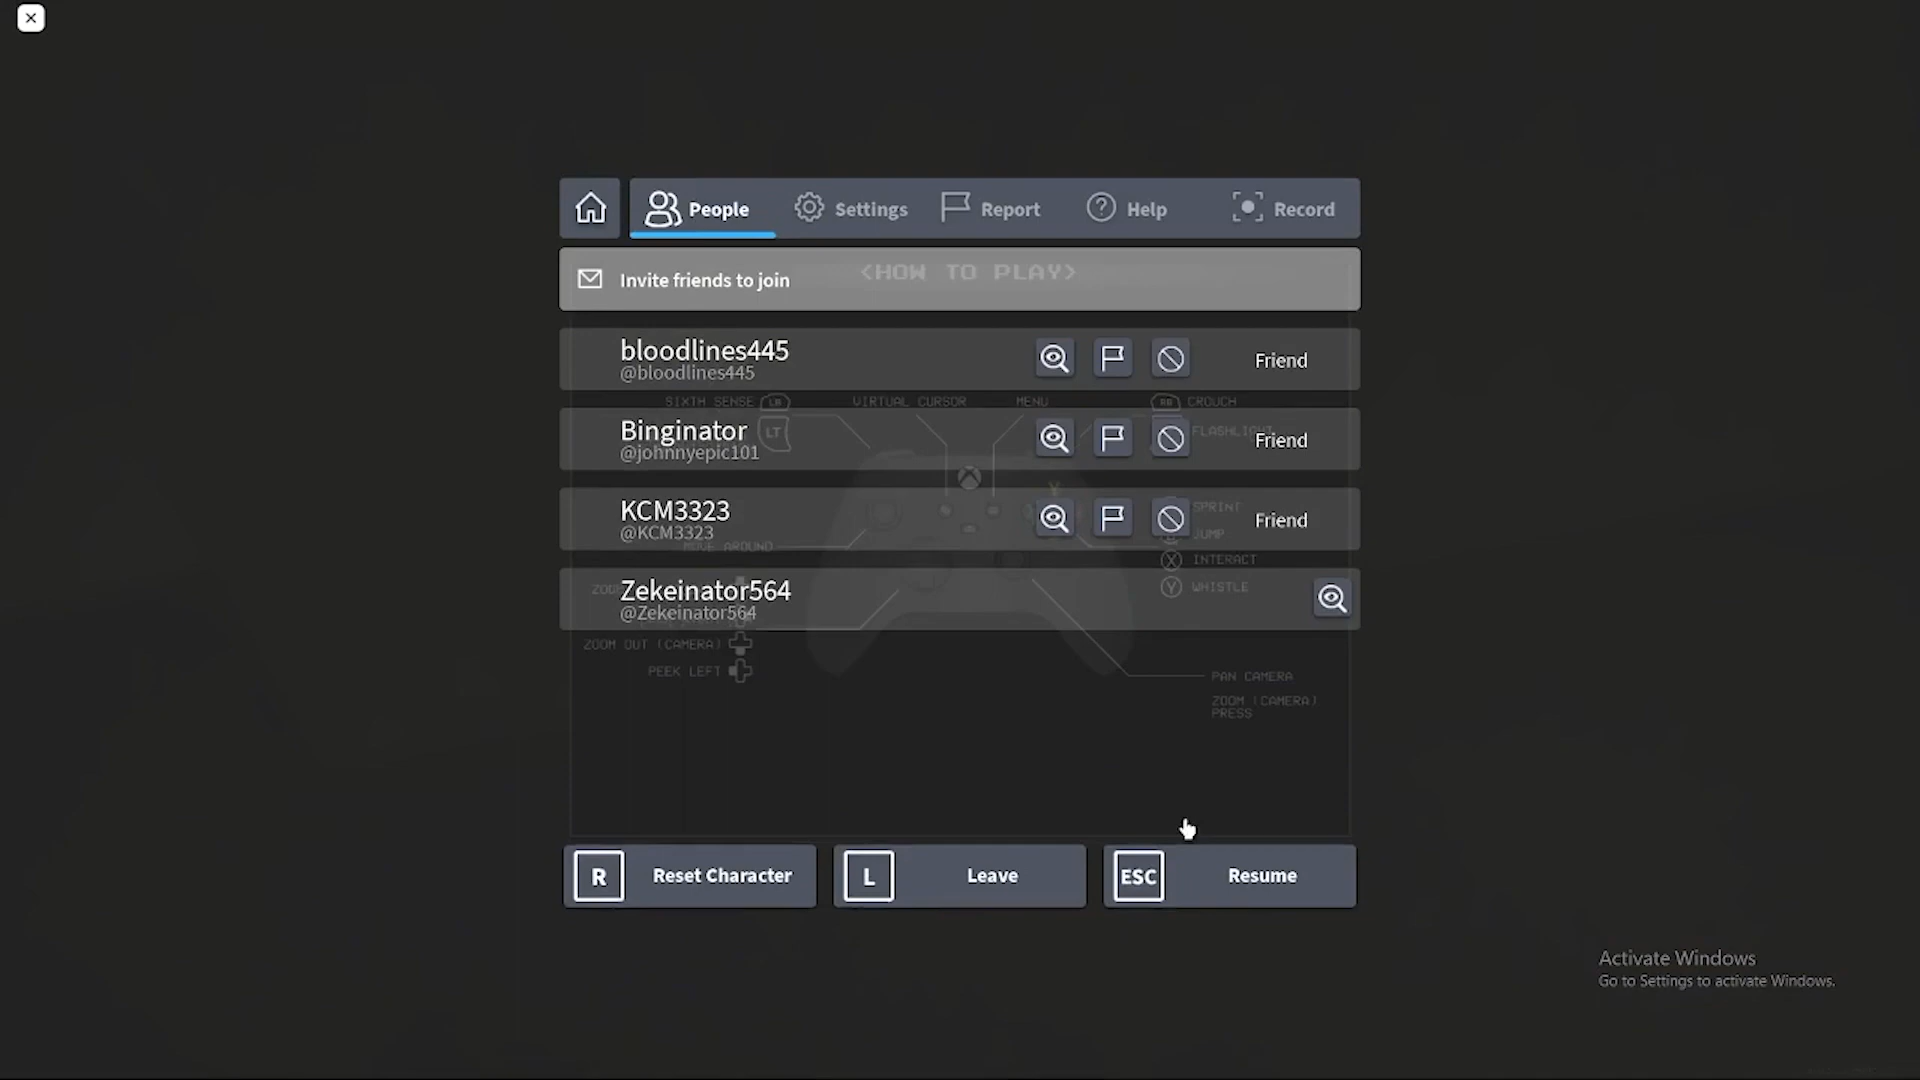 People
Settings
Report
Help
Record
Invite friends to join
<HOW TO PLAY>
bloodlines445
@bloodlines445
Friend
SIXTH SENSE LB
VIRTUAL CURSOR
MENU
RB CROUCH
LT
FLASHLIGHT
Binginator
@johnnyepic101
Friend
KCM3323
@KCM3323
Friend
SPRINT
JUMP
MOVE AROUND
X INTERACT
Y WHISTLE
Zekeinator564
@Zekeinator564
ZOOM OUT (CAMERA)
PEEK LEFT
PAN CAMERA
ZOOM (CAMERA)
PRESS
R Reset Character
L Leave
ESC Resume
Activate Windows
Go to Settings to activate Windows.